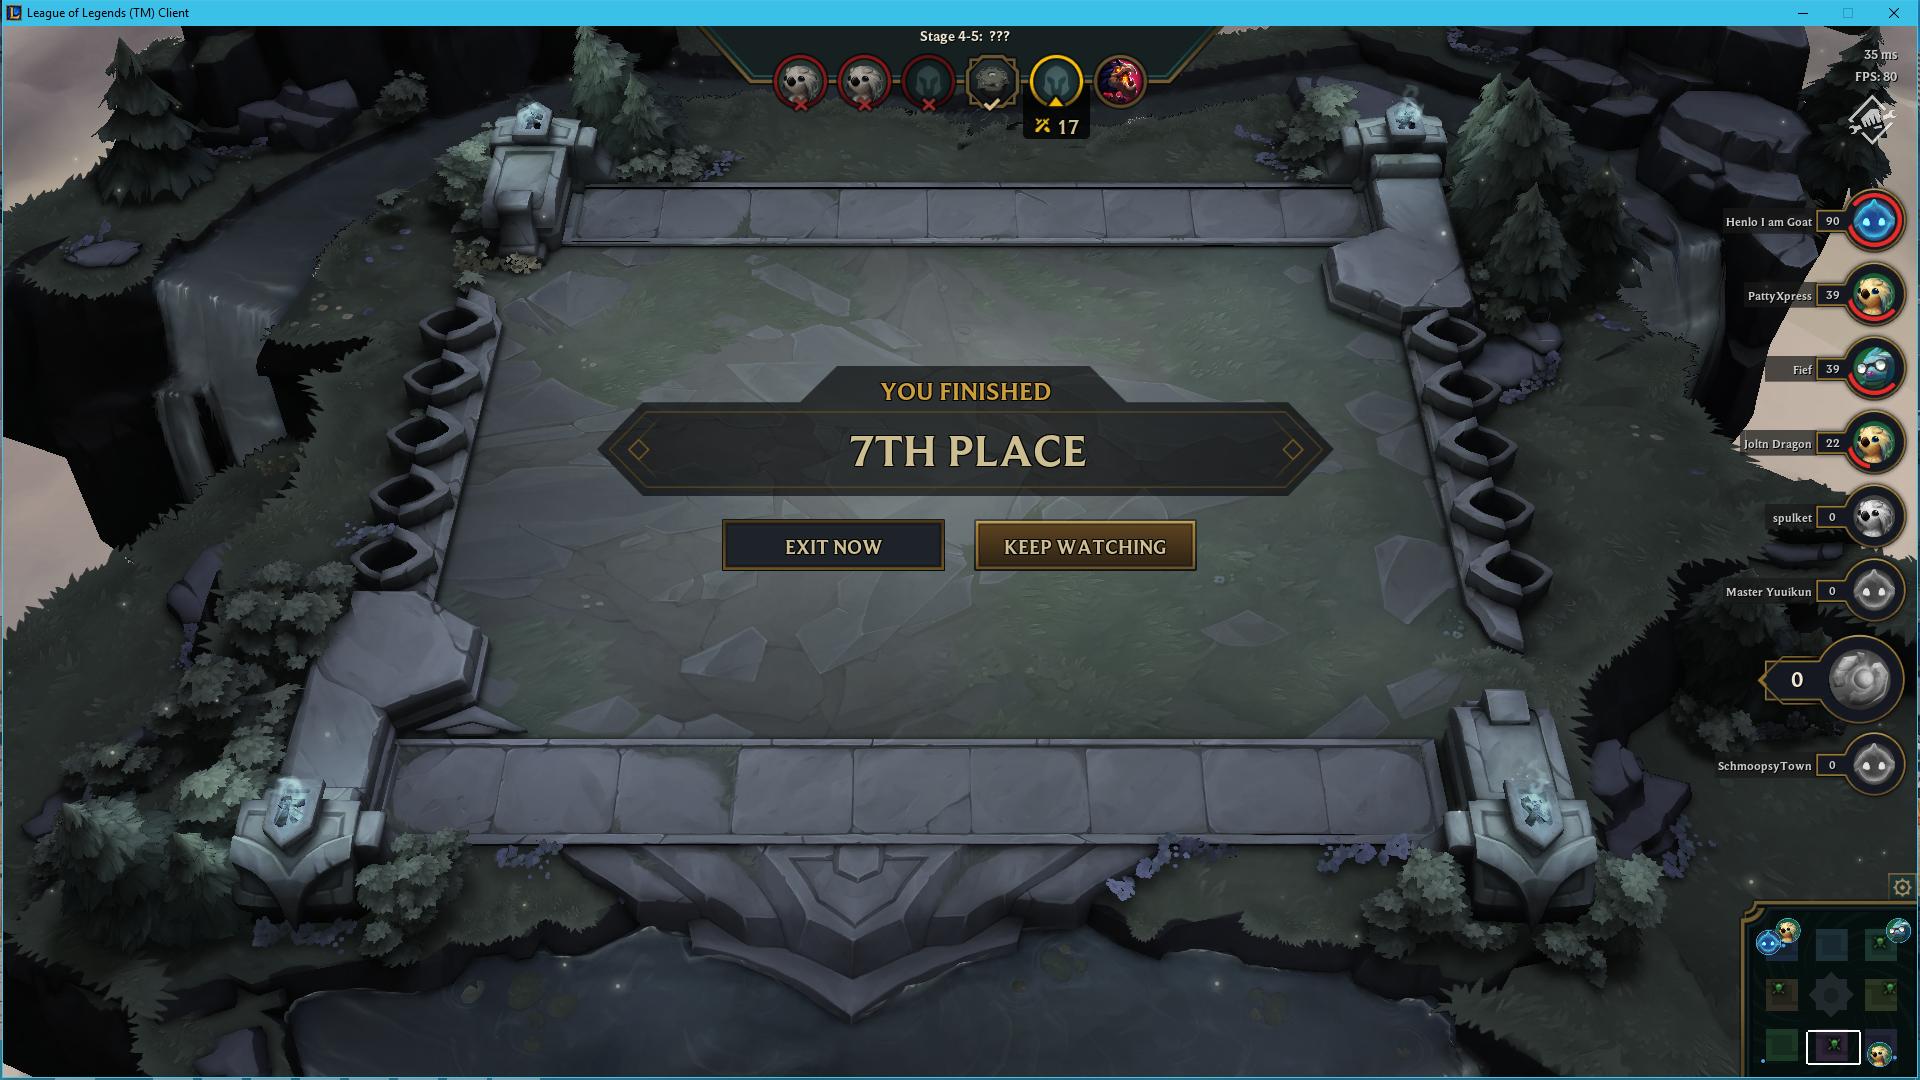 League of Legends (TM) Client
Stage 4-5: ???
35 ms
FPS: 80
17
Henlo I am Goat 90
PattyXpress 39
Fief 39
YOU FINISHED
7TH PLACE
Joltn Dragon 22
spulket 0
EXIT NOW
KEEP WATCHING
Master Yuuikun 0
0
SchmoopsyTown 0